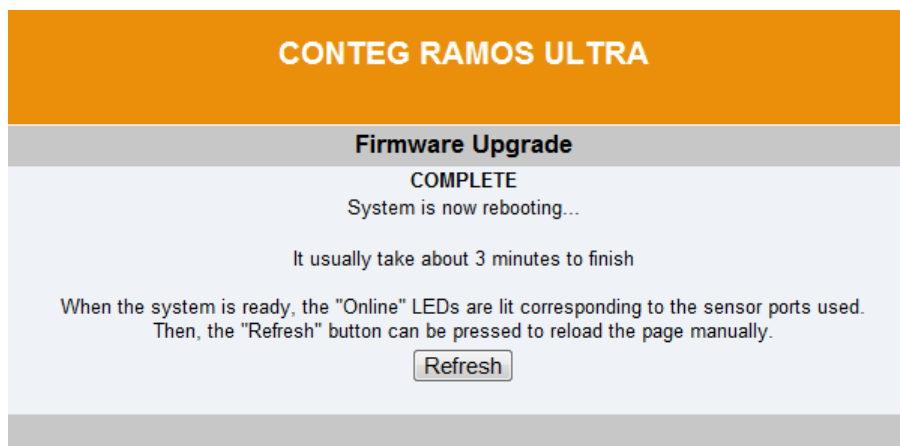 CONTEG RAMOS ULTRA
Firmware Upgrade
COMPLETE
System is now rebooting...
It usually take about 3 minutes to finish
When the system is ready, the "Online" LEDs are lit corresponding to the sensor ports used.
Then, the "Refresh" button can be pressed to reload the page manually.
Refresh